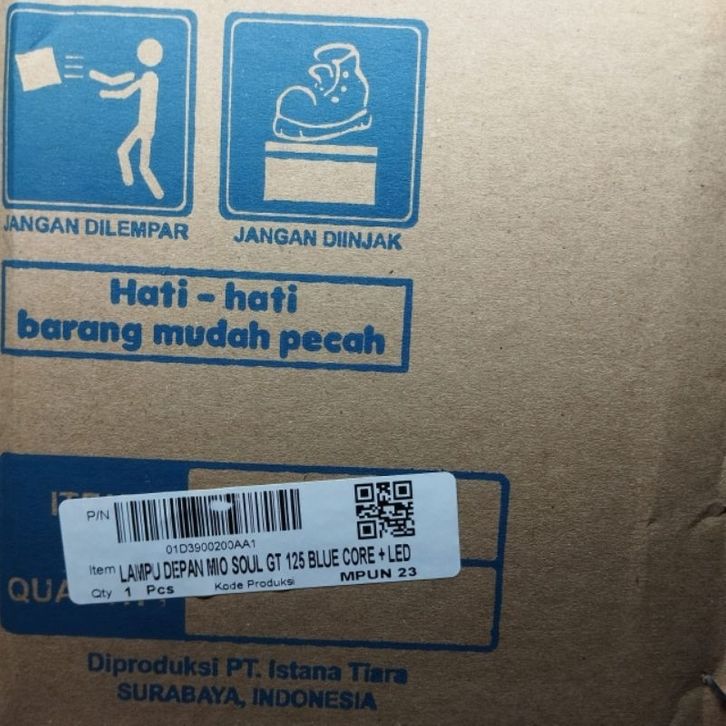 JANGAN DILEMPAR
JANGAN DIINJAK
Hati - hati
barang mudah pecah
P/N
01D3900200AA1
Item LAMPU DEPAN MIO SOUL GT 125 BLUE CORE + LED
Qty 1 Pcs Kode Produksi MPUN 23
Diproduksi PT. Istana Tiara
SURABAYA, INDONESIA